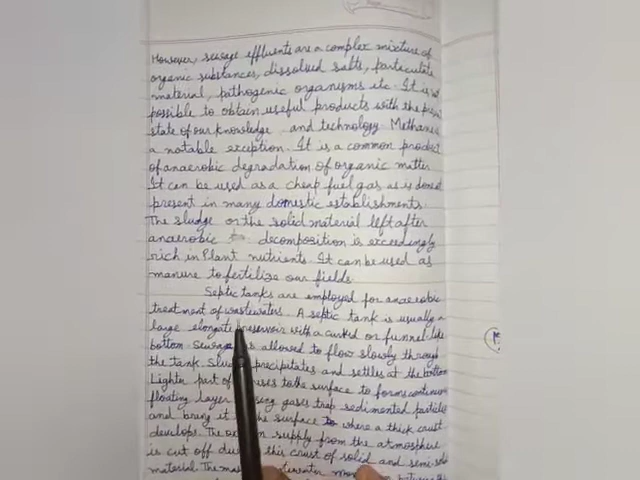 However, sewage effluents are a complex mixture of
organic substances, dissolved salts, particulate
material, pathogenic organisms etc. It is not
possible to obtain useful products with the present
state of our knowledge and technology. Methane is
a notable exception. It is a common product
of anaerobic degradation of organic matter.
It can be used as a cheap fuel gas as is done at
present in many domestic establishments.
The sludge or the solid material left after
anaerobic decomposition is exceedingly
rich in Plant nutrients. It can be used as
manure to fertilize our fields.
Septic tanks are employed for anaerobic
treatment of wastewaters. A septic tank is usually a
large elongate reservoir with a or funnel-like
bottom. Sewage is allowed to flow slowly through
the tank. precipitates and settles at the bottom
Lighter part of rises to the surface to form continuous
floating layer. gases trap sedimented particles
and bring it the surface to where a thick crust
develops. The supply from the atmosphere
is cut off this crust of solid and semi-solid
material. The